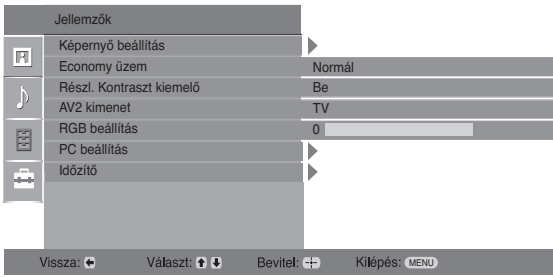 Jellemzők
Képernyő beállítás
Economy üzem Normál
Részl. Kontraszt kiemelő Be
AV2 kimenet TV
RGB beállítás 0
PC beállítás
Időzítő
Vissza: Választ: Bevitel: Kilépés: MENU